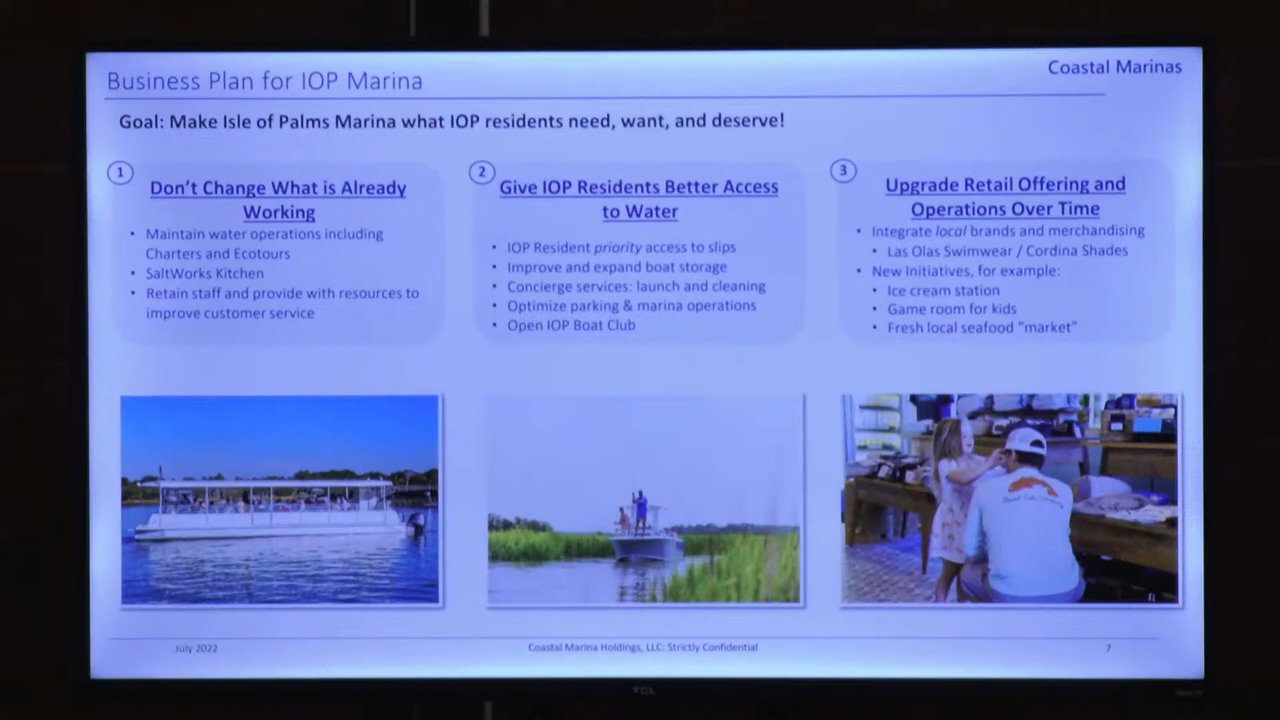 Business Plan for IOP Marina
Coastal Marinas
Goal: Make Isle of Palms Marina what IOP residents need, want, and deserve!
1
Don't Change What is Already
Working
• Maintain water operations including
Charters and Ecotours
• SaltWorks Kitchen
• Retain staff and provide with resources to
improve customer service
2
Give IOP Residents Better Access
to Water
• IOP Resident priority access to slips
• Improve and expand boat storage
• Concierge services: launch and cleaning
• Optimize parking & marina operations
• Open IOP Boat Club
3
Upgrade Retail Offering and
Operations Over Time
• Integrate local brands and merchandising
• Las Olas Swimwear / Cordina Shades
• New Initiatives, for example:
• Ice cream station
• Game room for kids
• Fresh local seafood "market"
July 2022
Coastal Marina Holdings, LLC: Strictly Confidential
7
TCL